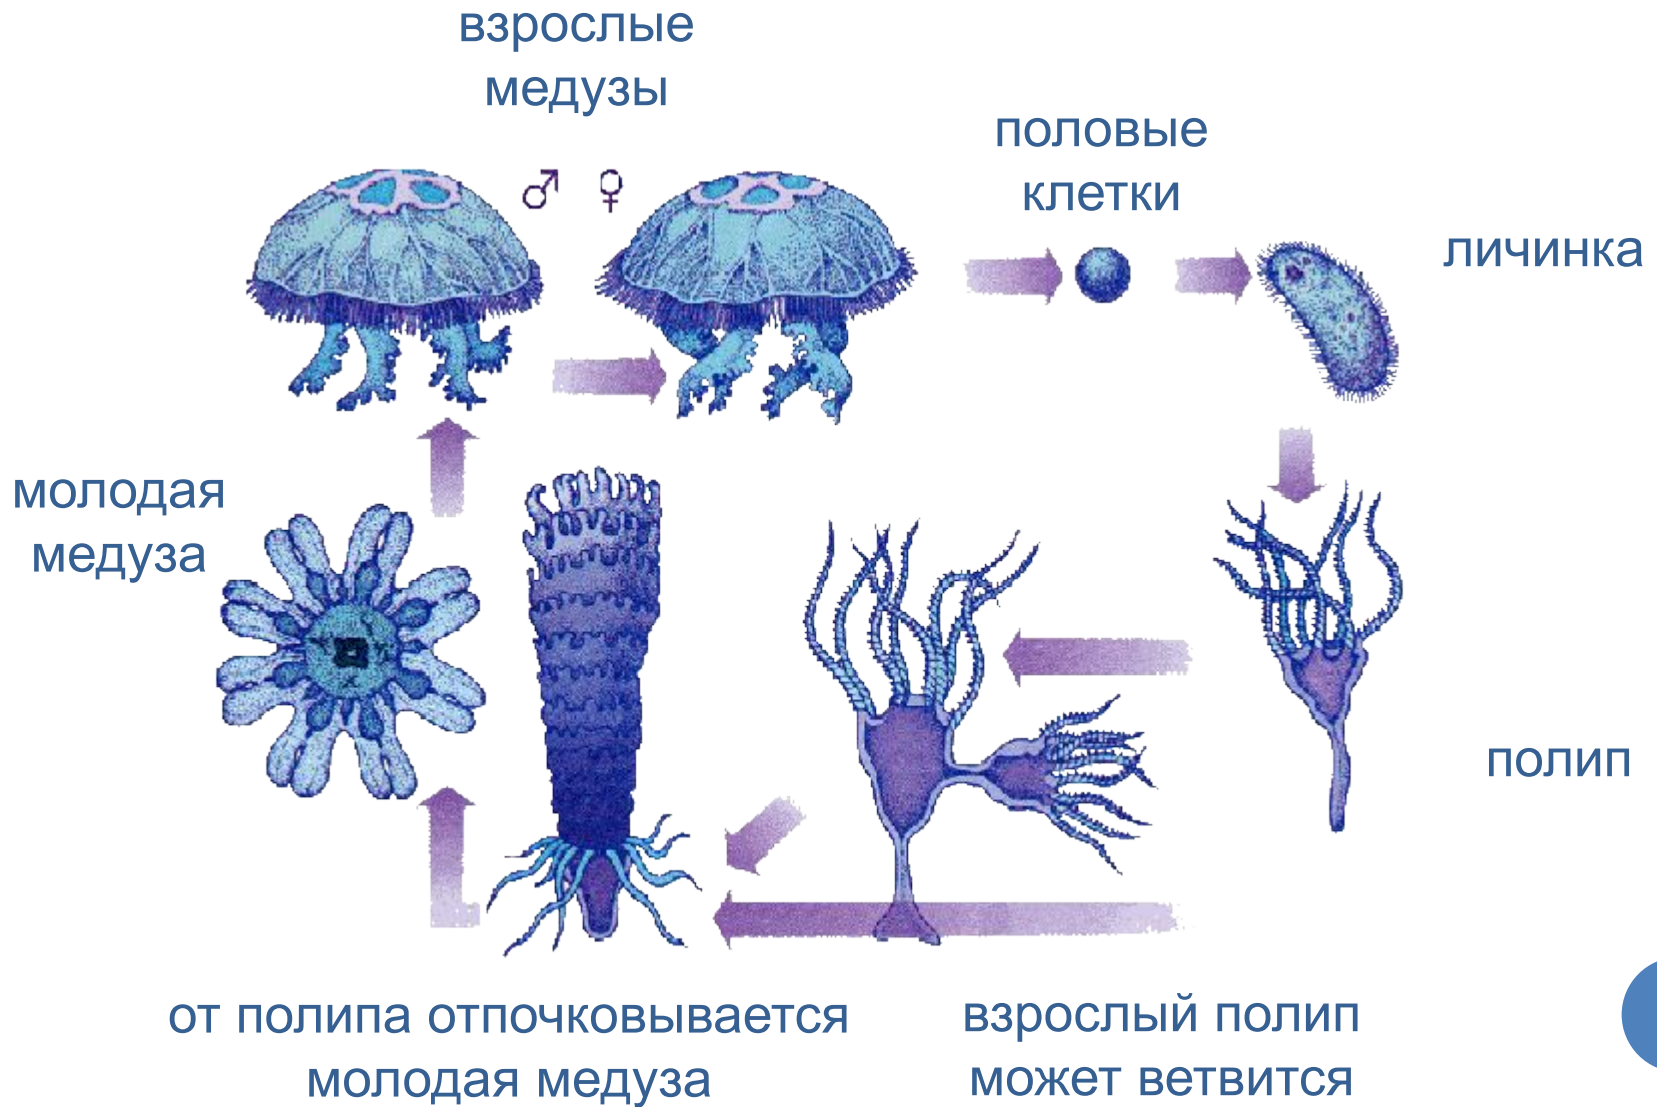 взрослые
медузы
♂ ♀
половые
клетки
личинка
молодая
медуза
полип
от полипа отпочковывается
молодая медуза
взрослый полип
может ветвится